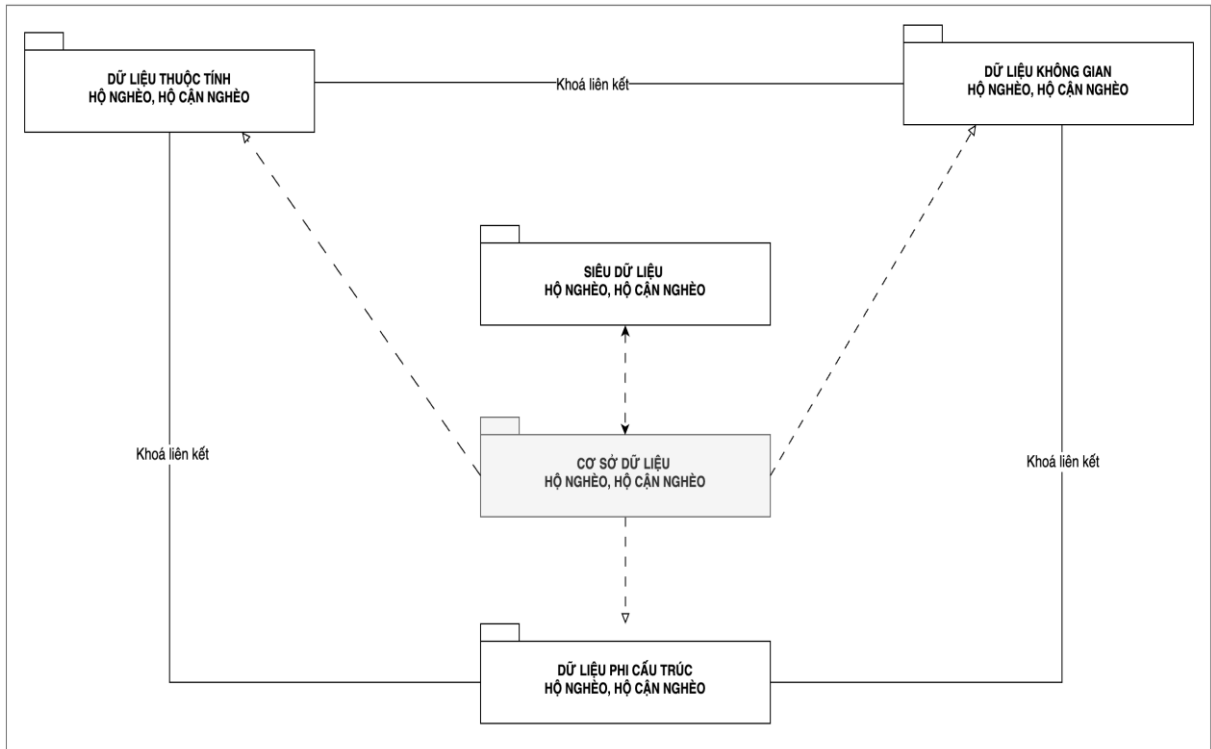 DỮ LIỆU THUỘC TÍNH
HỘ NGHÈO, HỘ CẬN NGHÈO
Khoá liên kết
DỮ LIỆU KHÔNG GIAN
HỘ NGHÈO, HỘ CẬN NGHÈO
SIÊU DỮ LIỆU
HỘ NGHÈO, HỘ CẬN NGHÈO
Khoá liên kết
CƠ SỞ DỮ LIỆU
HỘ NGHÈO, HỘ CẬN NGHÈO
Khoá liên kết
DỮ LIỆU PHI CẤU TRÚC
HỘ NGHÈO, HỘ CẬN NGHÈO